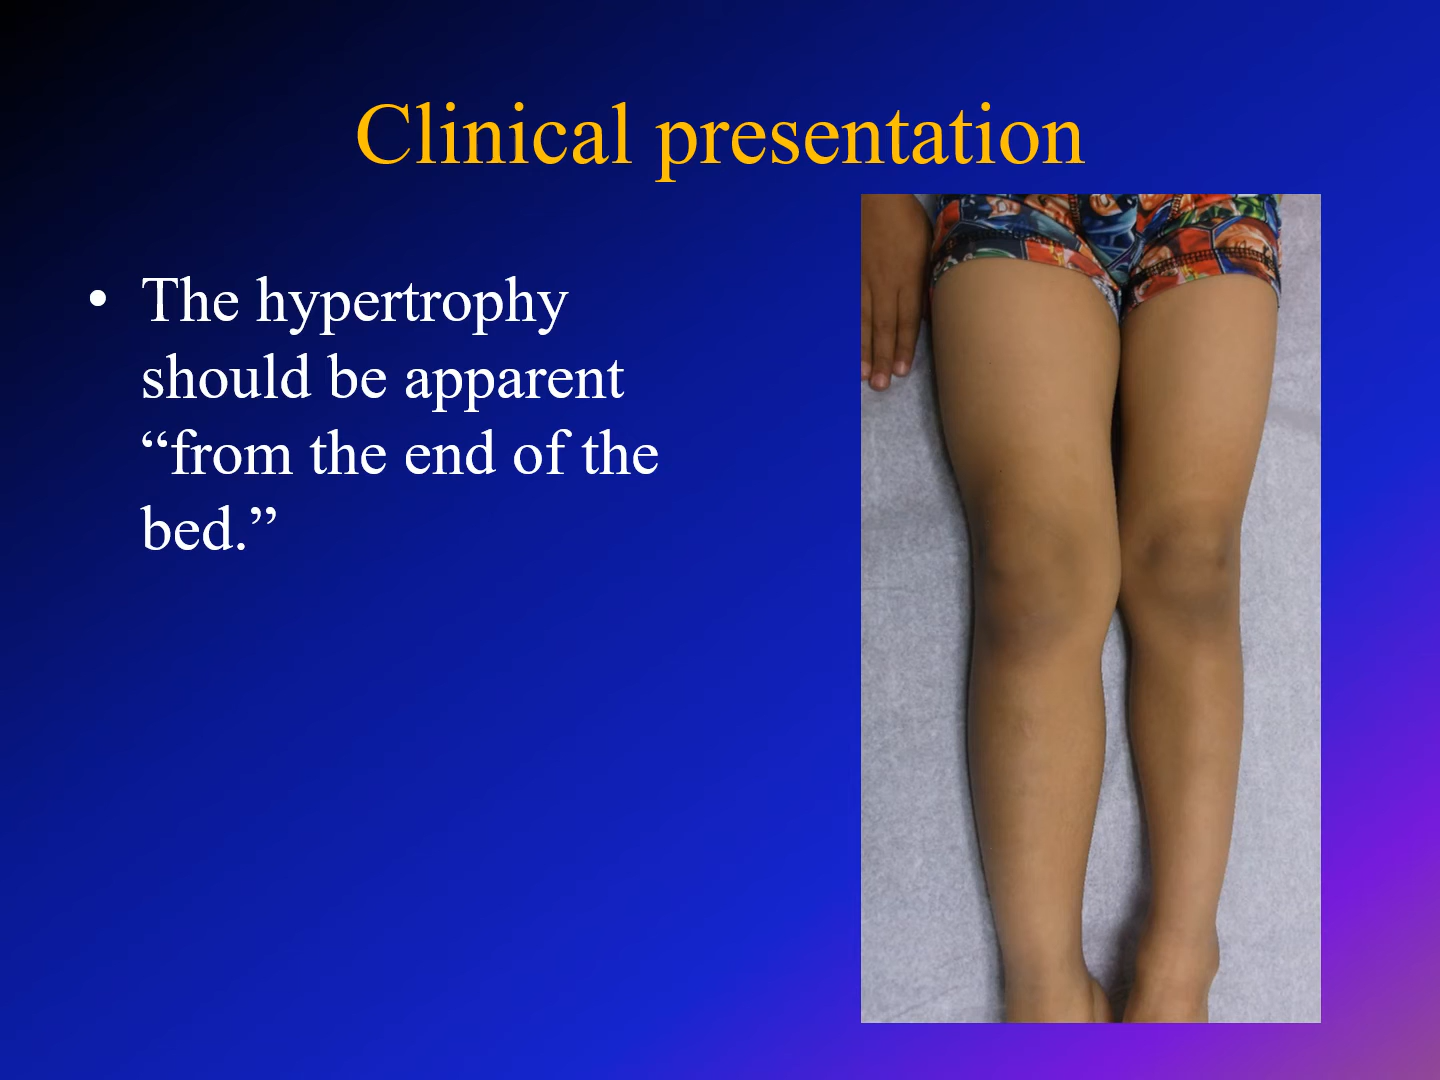 Clinical presentation
• The hypertrophy
should be apparent
“from the end of the
bed.”